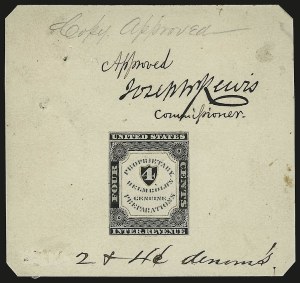 Copy Approved
Approved
Joseph Lewis
Commissioner.
UNITED STATES
PROPRIETARY
HELMBOLD'S
4
GENUINE
PREPARATIONS
FOUR
CENTS
INTER. REVENUE
2 & 4¢ denom's